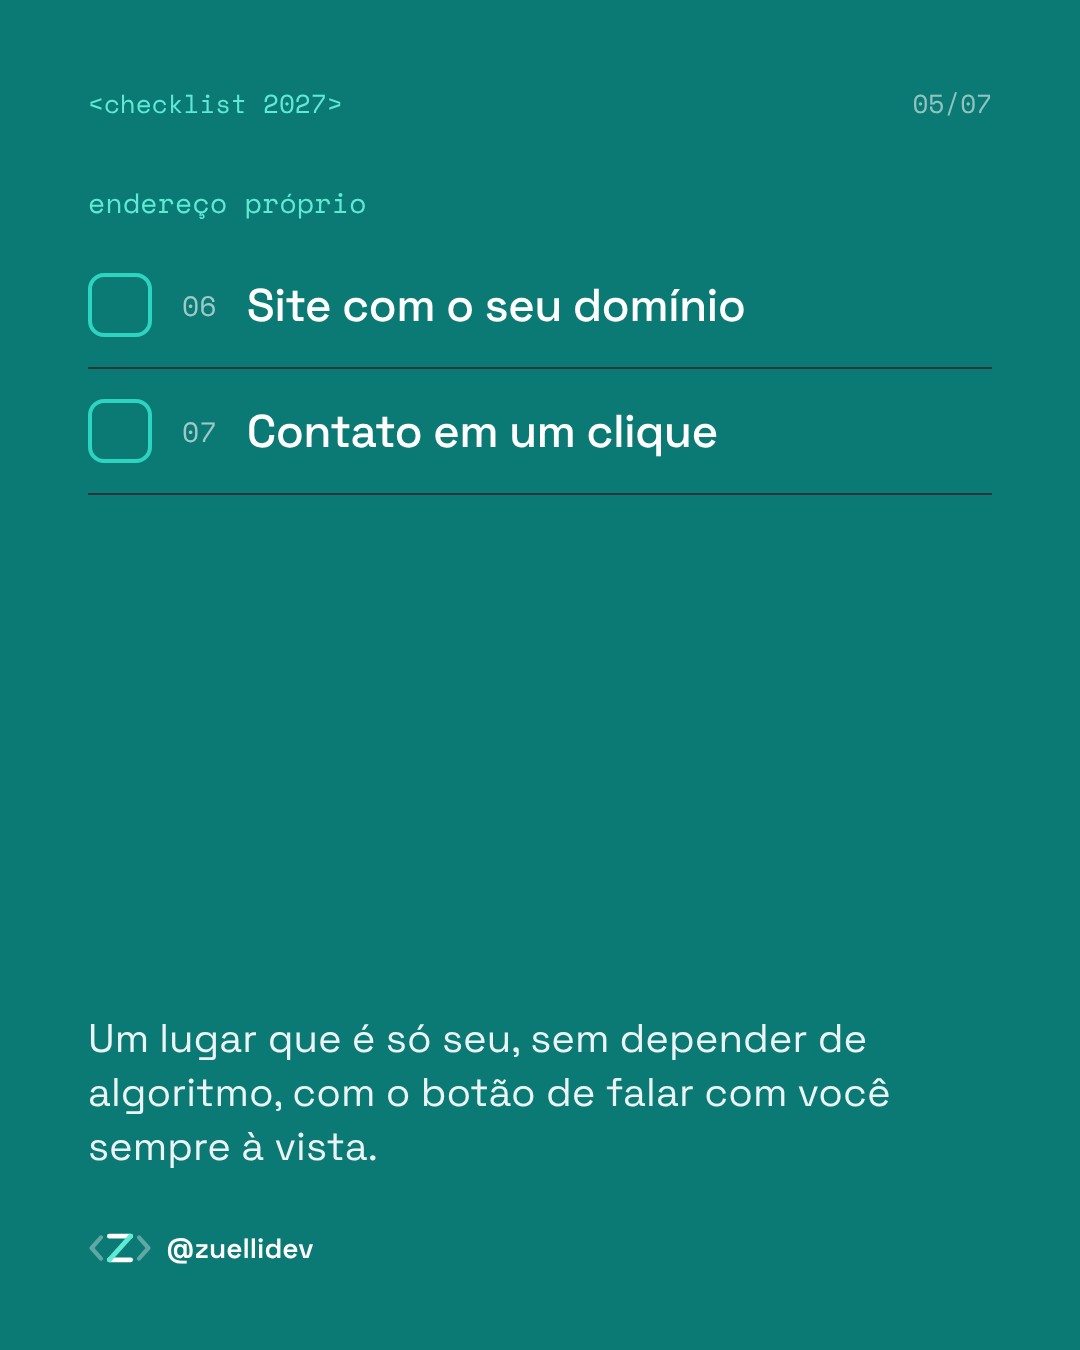 <checklist 2027>
05/07
endereço próprio
06 Site com o seu domínio
07 Contato em um clique
Um lugar que é só seu, sem depender de
algoritmo, com o botão de falar com você
sempre à vista.
<Z> @zuellidev